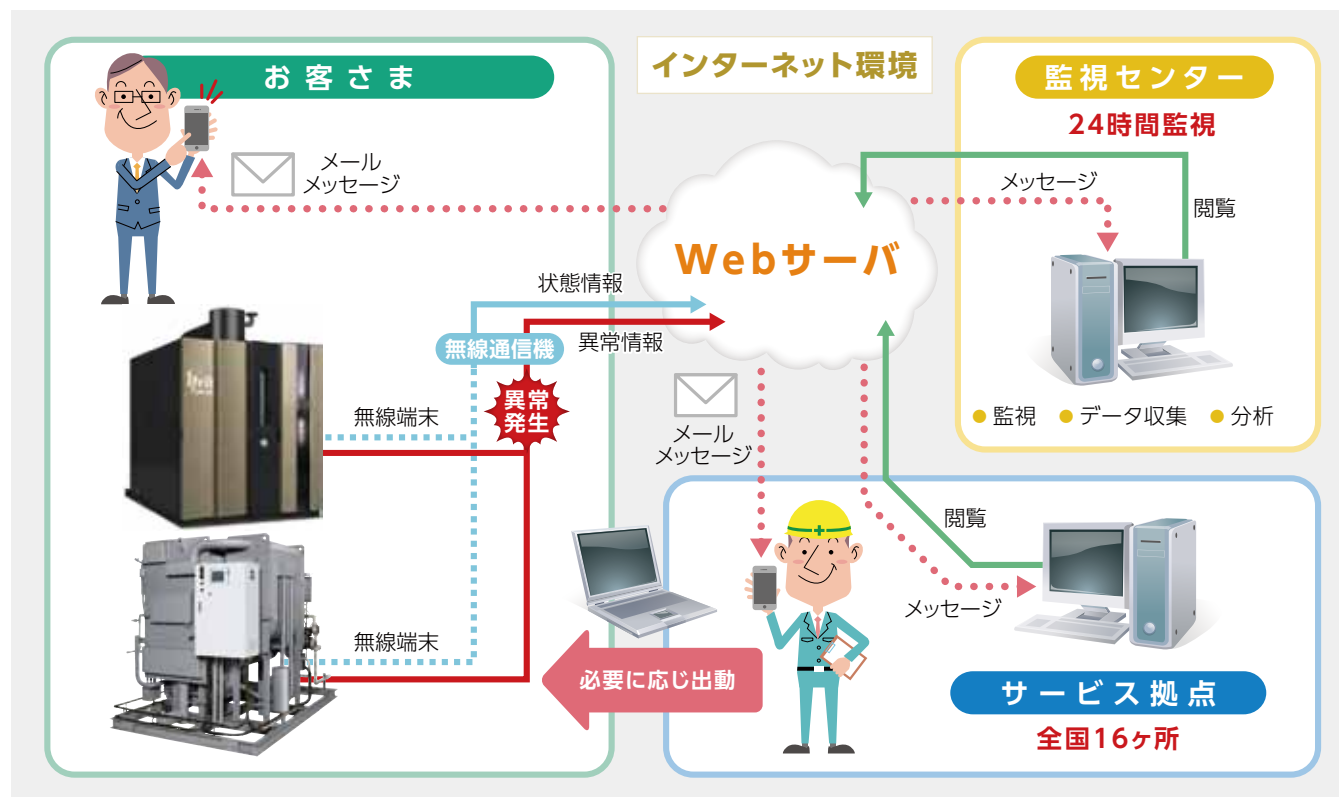 お客さま
インターネット環境
監視センター
24時間監視
メール
メッセージ
メッセージ
閲覧
Webサーバ
状態情報
異常情報
無線通信機
異常
発生
無線端末
無線端末
メール
メッセージ
監視
データ収集
分析
閲覧
メッセージ
必要に応じ出動
サービス拠点
全国16ヶ所